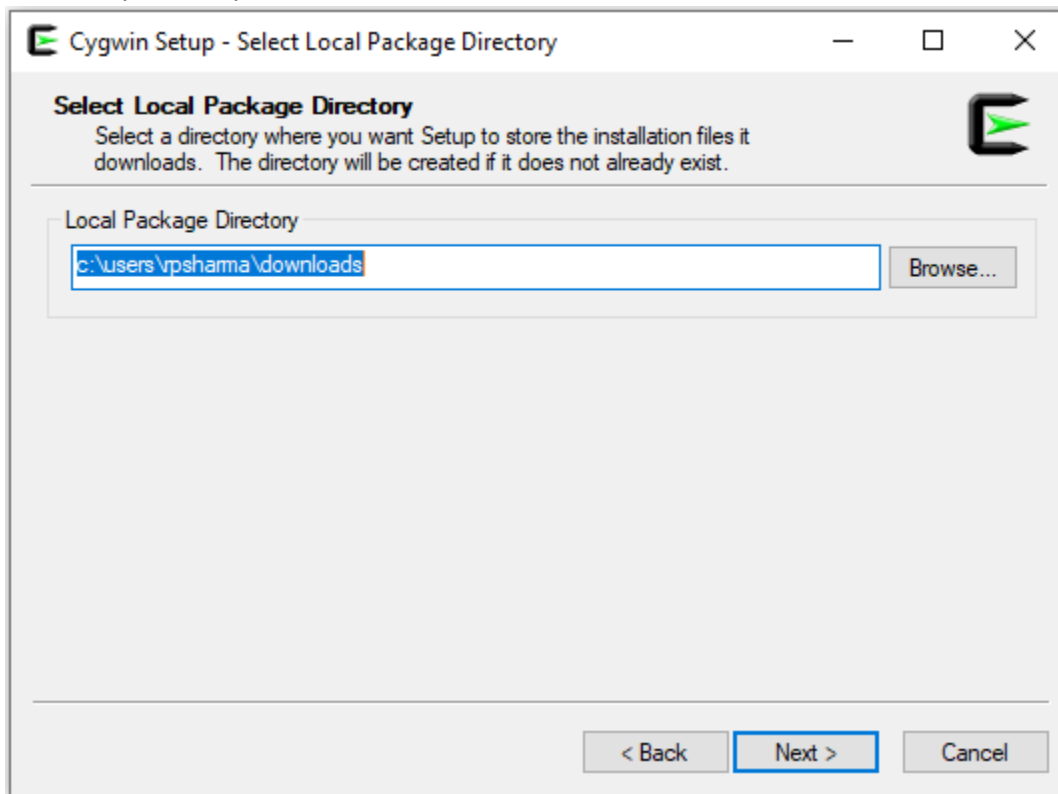 Cygwin Setup - Select Local Package Directory
Select Local Package Directory
Select a directory where you want Setup to store the installation files it
downloads. The directory will be created if it does not already exist.
Local Package Directory
c:\users\rpsharma\downloads
Browse...
< Back
Next >
Cancel